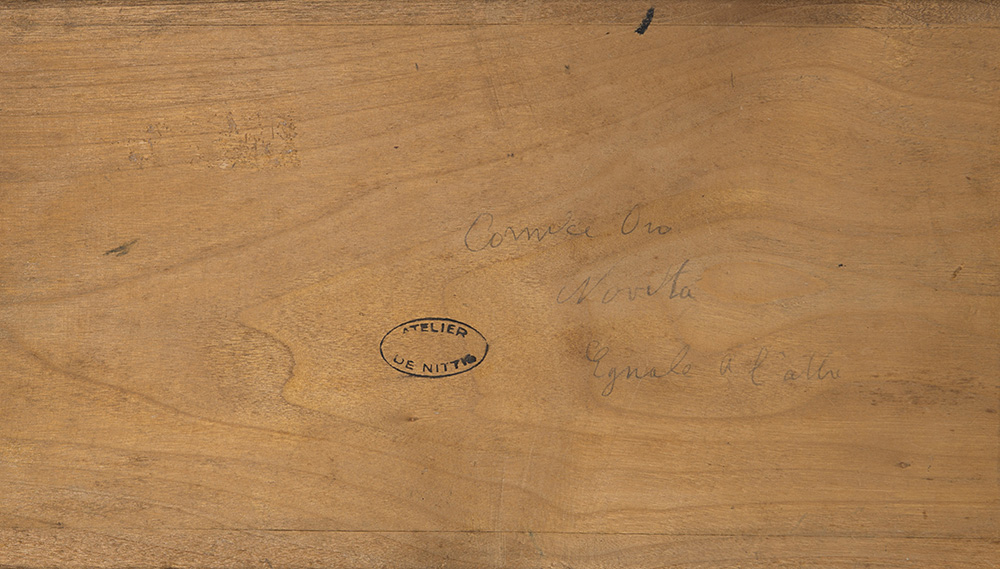 Cornice Oro
Novita
Eguale a l'altro
ATELIER
DE NITTIS